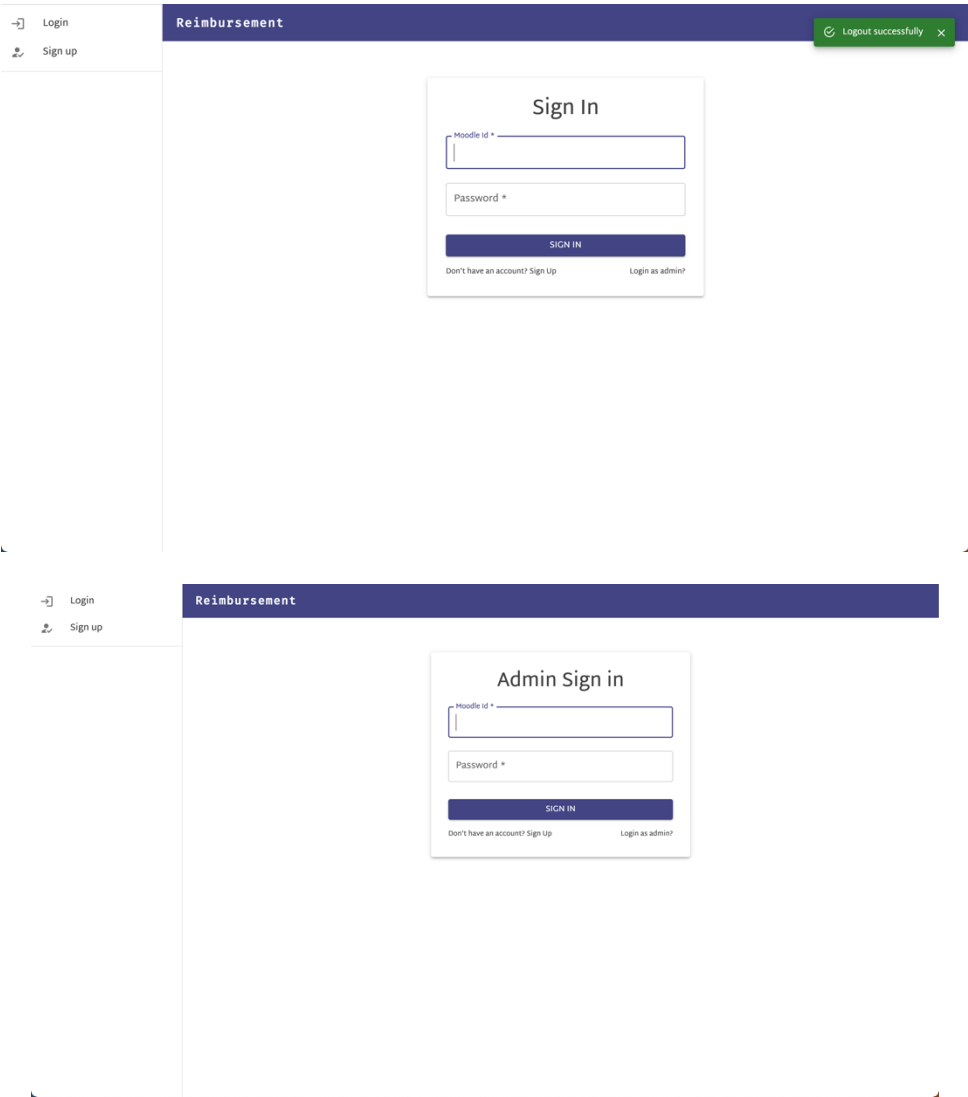 Login
Sign up
Reimbursement
Logout successfully
Sign In
Moodle Id *
Password *
SIGN IN
Don't have an account? Sign Up
Login as admin?
Login
Sign up
Reimbursement
Admin Sign in
Moodle Id *
Password *
SIGN IN
Don't have an account? Sign Up
Login as admin?